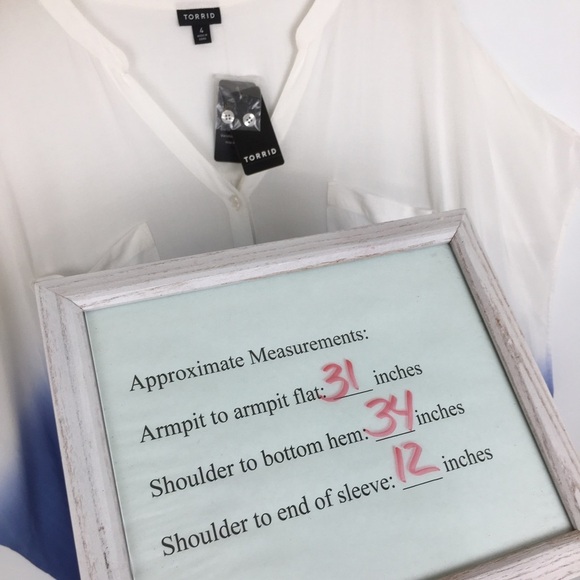 TORRID
4
TORRID
Approximate Measurements:
Armpit to armpit flat: 31 inches
Shoulder to bottom hem: 34 inches
Shoulder to end of sleeve: 12 inches